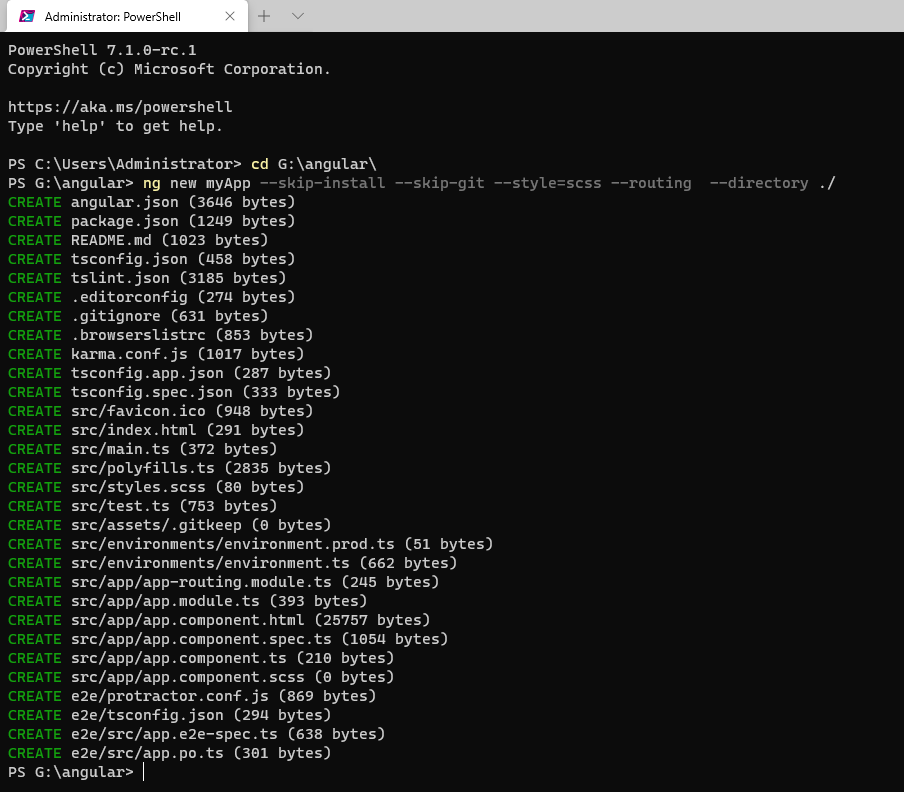 Administrator: PowerShell
PowerShell 7.1.0-rc.1
Copyright (c) Microsoft Corporation.
https://aka.ms/powershell
Type 'help' to get help.
PS C:\Users\Administrator> cd G:\angular\
PS G:\angular> ng new myApp --skip-install --skip-git --style=scss --routing  --directory ./
CREATE angular.json (3646 bytes)
CREATE package.json (1249 bytes)
CREATE README.md (1023 bytes)
CREATE tsconfig.json (458 bytes)
CREATE tslint.json (3185 bytes)
CREATE .editorconfig (274 bytes)
CREATE .gitignore (631 bytes)
CREATE .browserslistrc (853 bytes)
CREATE karma.conf.js (1017 bytes)
CREATE tsconfig.app.json (287 bytes)
CREATE tsconfig.spec.json (333 bytes)
CREATE src/favicon.ico (948 bytes)
CREATE src/index.html (291 bytes)
CREATE src/main.ts (372 bytes)
CREATE src/polyfills.ts (2835 bytes)
CREATE src/styles.scss (80 bytes)
CREATE src/test.ts (753 bytes)
CREATE src/assets/.gitkeep (0 bytes)
CREATE src/environments/environment.prod.ts (51 bytes)
CREATE src/environments/environment.ts (662 bytes)
CREATE src/app/app-routing.module.ts (245 bytes)
CREATE src/app/app.module.ts (393 bytes)
CREATE src/app/app.component.html (25757 bytes)
CREATE src/app/app.component.spec.ts (1054 bytes)
CREATE src/app/app.component.ts (210 bytes)
CREATE src/app/app.component.scss (0 bytes)
CREATE e2e/protractor.conf.js (869 bytes)
CREATE e2e/tsconfig.json (294 bytes)
CREATE e2e/src/app.e2e-spec.ts (638 bytes)
CREATE e2e/src/app.po.ts (301 bytes)
PS G:\angular>